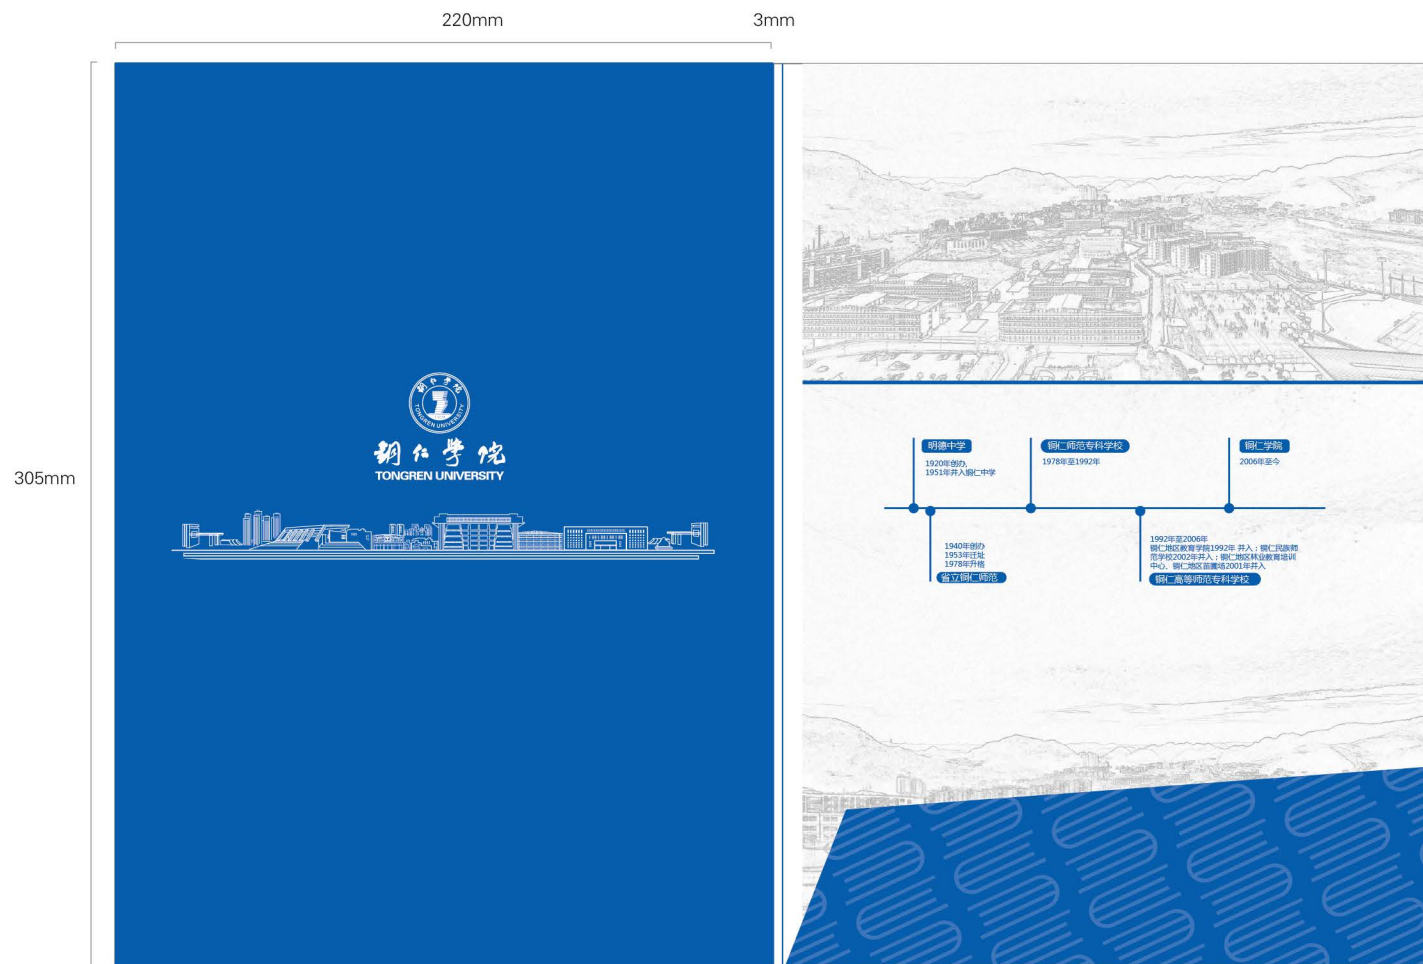 220mm
3mm
305mm
铜仁学院
TONGREN UNIVERSITY
銅仁學院
TONGREN UNIVERSITY
明德中学
1920年创办,
1951年并入铜仁中学
铜仁师范专科学校
1978年至1992年
铜仁学院
2006年至今
1940年创办
1953年迁址
1978年升格
省立铜仁师范
1992年至2006年
铜仁地区教育学院1992年 并入；铜仁民族师
范学校2002年并入；铜仁地区林业教育培训
中心、铜仁地区苗圃场2001年并入
铜仁高等师范专科学校